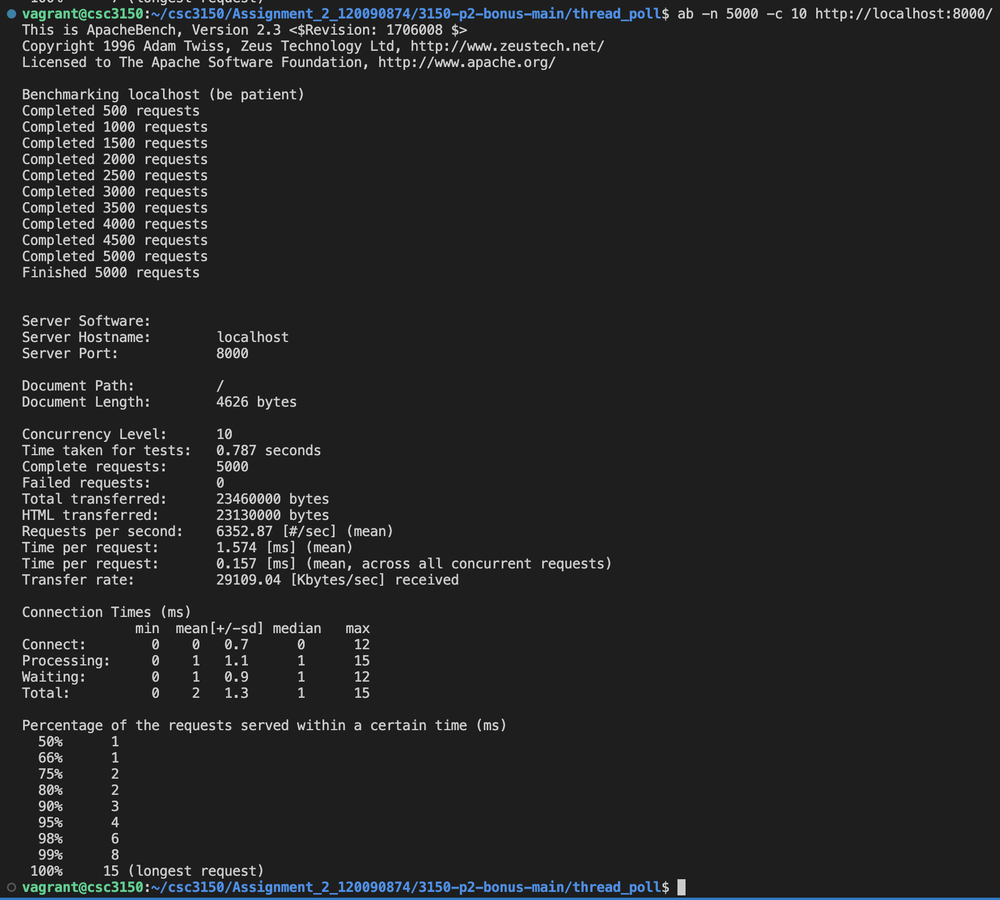 100%      7 (longest request)
vagrant@csc3150:~/csc3150/Assignment_2_120090874/3150-p2-bonus-main/thread_poll$ ab -n 5000 -c 10 http://localhost:8000/
This is ApacheBench, Version 2.3 <$Revision: 1706008 $>
Copyright 1996 Adam Twiss, Zeus Technology Ltd, http://www.zeustech.net/
Licensed to The Apache Software Foundation, http://www.apache.org/

Benchmarking localhost (be patient)
Completed 500 requests
Completed 1000 requests
Completed 1500 requests
Completed 2000 requests
Completed 2500 requests
Completed 3000 requests
Completed 3500 requests
Completed 4000 requests
Completed 4500 requests
Completed 5000 requests
Finished 5000 requests


Server Software:
Server Hostname:        localhost
Server Port:            8000

Document Path:          /
Document Length:        4626 bytes

Concurrency Level:      10
Time taken for tests:   0.787 seconds
Complete requests:      5000
Failed requests:        0
Total transferred:      23460000 bytes
HTML transferred:       23130000 bytes
Requests per second:    6352.87 [#/sec] (mean)
Time per request:       1.574 [ms] (mean)
Time per request:       0.157 [ms] (mean, across all concurrent requests)
Transfer rate:          29109.04 [Kbytes/sec] received

Connection Times (ms)
              min  mean[+/-sd] median   max
Connect:        0    0   0.7      0      12
Processing:     0    1   1.1      1      15
Waiting:        0    1   0.9      1      12
Total:          0    2   1.3      1      15

Percentage of the requests served within a certain time (ms)
  50%      1
  66%      1
  75%      2
  80%      2
  90%      3
  95%      4
  98%      6
  99%      8
 100%     15 (longest request)
vagrant@csc3150:~/csc3150/Assignment_2_120090874/3150-p2-bonus-main/thread_poll$